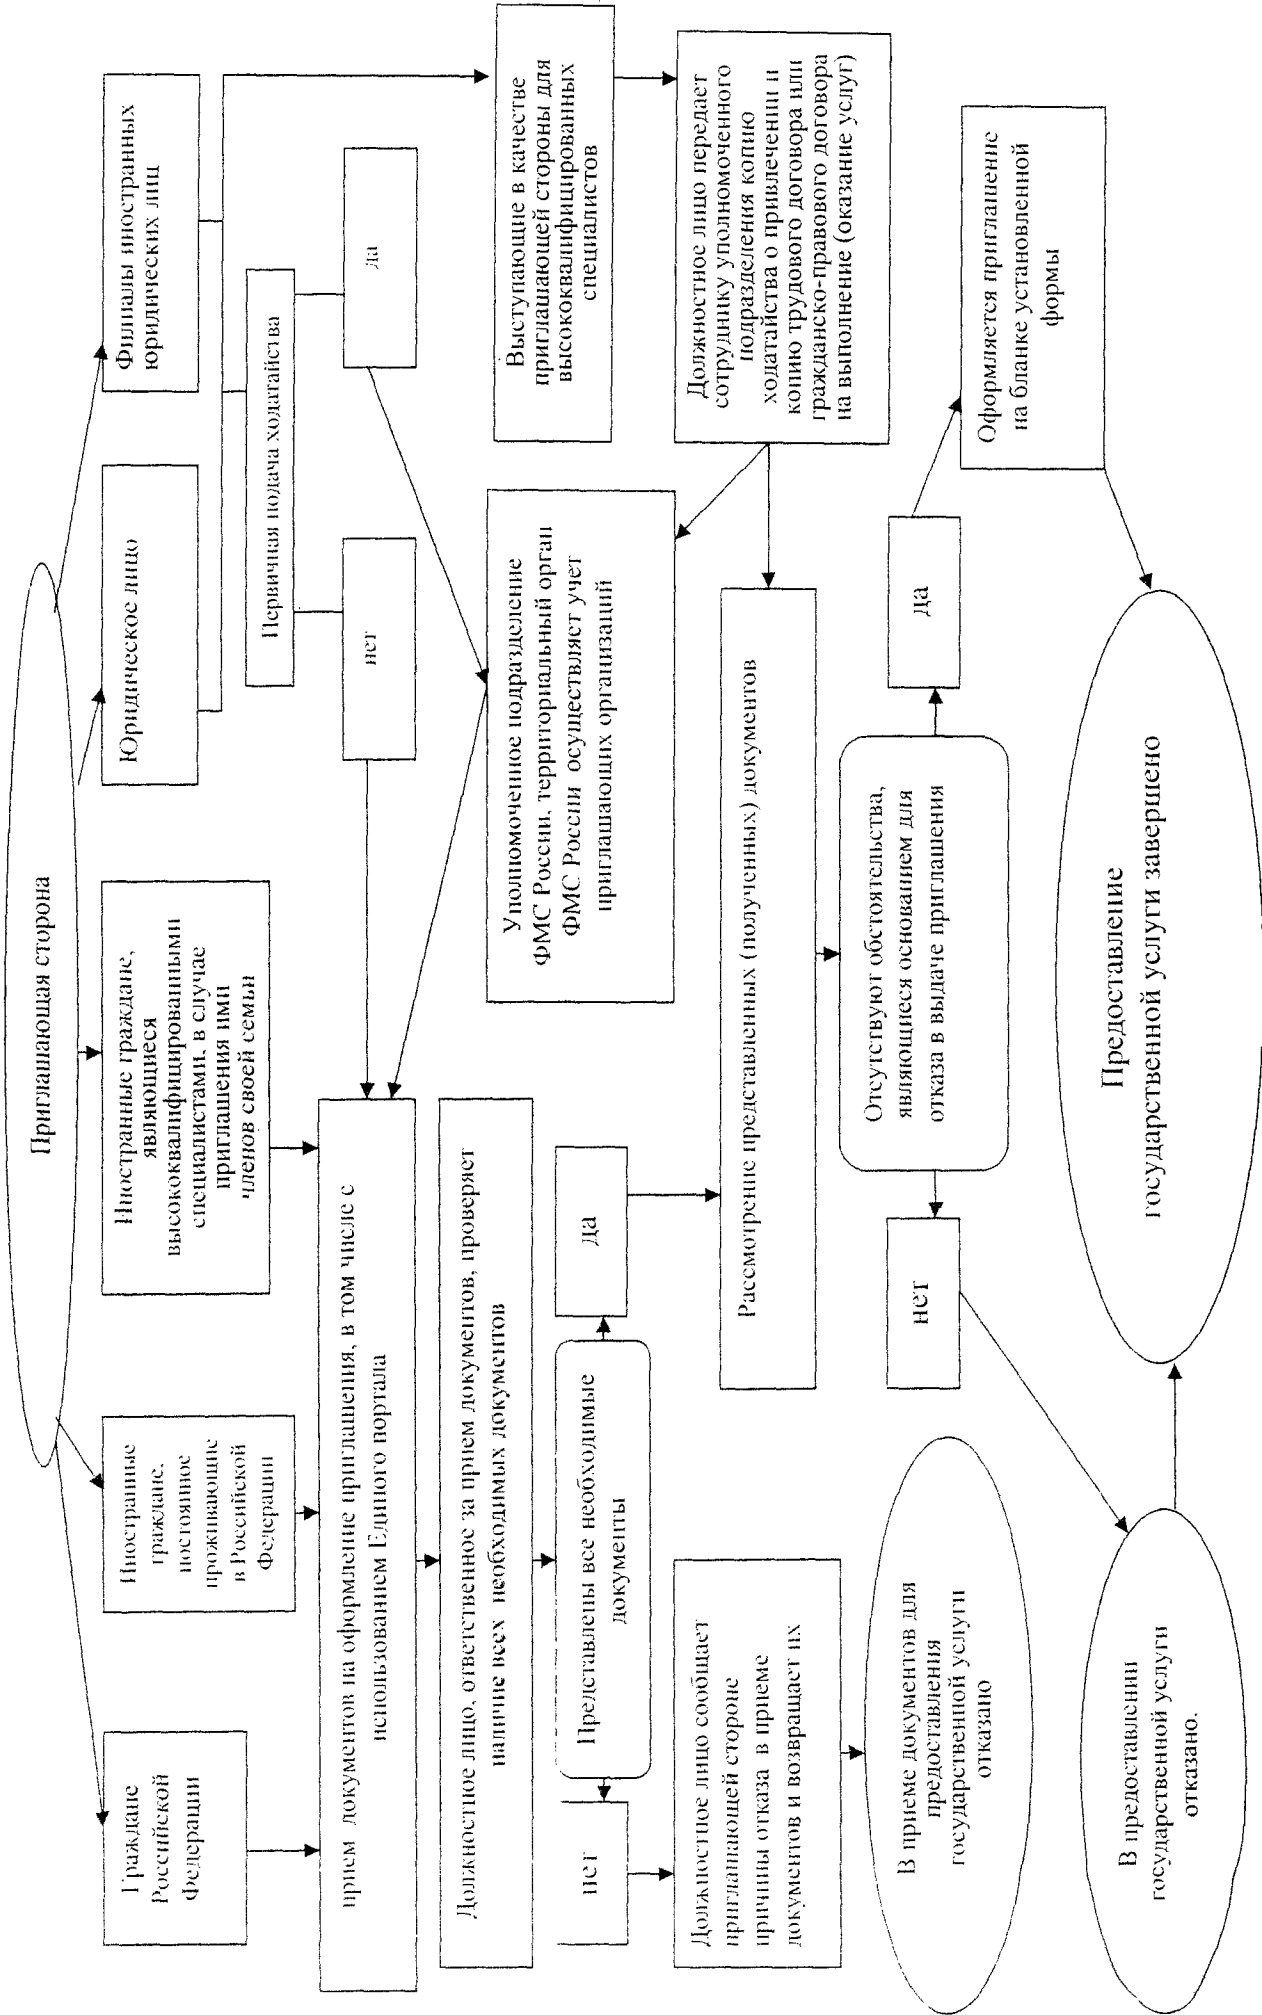 Приглашающая сторона
Граждане
Российской
Федерации
Иностранные
граждане,
постоянное
проживающие
в Российской
Федерации
Иностранные граждане,
являющиеся
высококвалифицированными
специалистами, в случае
приглашения ими
членов своей семьи
Юридическое лицо
Филиалы иностранных
юридических лиц
Первичная подача ходатайства
нет
да
прием документов на оформление приглашения, в том числе с
использованием Единого портала
Выступающие в качестве
приглашающей стороны для
высококвалифицированных
специалистов
Должностное лицо, ответственное за прием документов, проверяет
наличие всех необходимых документов
Уполномоченное подразделение
ФМС России, территориальный орган
ФМС России осуществляет учет
приглашающих организаций
Должностное лицо передает
сотруднику уполномоченного
подразделения копию
ходатайства о привлечении и
копию трудового договора или
гражданско-правового договора
на выполнение (оказание услуг)
нет
Представлены все необходимые
документы
да
Должностное лицо сообщает
приглашающей стороне
причины отказа в приеме
документов и возвращает их
Рассмотрение представленных (полученных) документов
В приеме документов для
предоставления
государственной услуги
отказано
нет
Отсутствуют обстоятельства,
являющиеся основанием для
отказа в выдаче приглашения
да
Оформляется приглашение
на бланке установленной
формы
В предоставлении
государственной услуги
отказано.
Предоставление
государственной услуги завершено